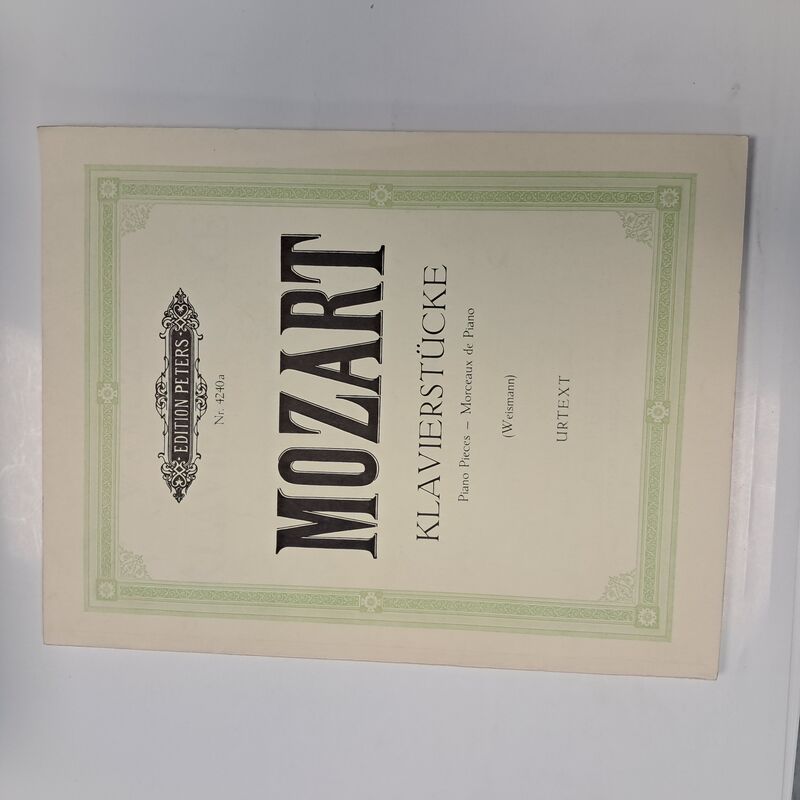 EDITION PETERS
Nr. 4240a
MOZART
KLAVIERSTÜCKE
Piano Pieces – Morceaux de Piano
(Weismann)
URTEXT